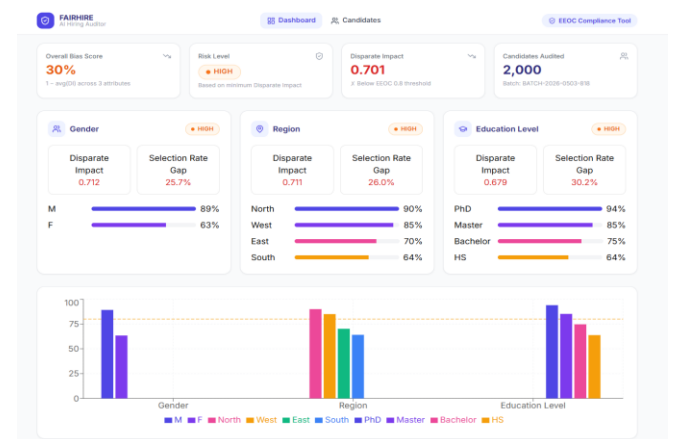 FAIRHIRE
AI Hiring Auditor
Dashboard
Candidates
EEOC Compliance Tool
Overall Bias Score
30%
1 − avg(DI) across 3 attributes
Risk Level
HIGH
Based on minimum Disparate Impact
Disparate Impact
0.701
≠ Below EEOC 0.8 threshold
Candidates Audited
2,000
Batch: BATCH-2026-0503-918
Gender
HIGH
Disparate
Impact
0.712
Selection Rate
Gap
25.7%
M 89%
F 63%
Region
HIGH
Disparate
Impact
0.711
Selection Rate
Gap
26.0%
North 90%
West 85%
East 70%
South 64%
Education Level
HIGH
Disparate
Impact
0.679
Selection Rate
Gap
30.2%
PhD 94%
Master 85%
Bachelor 75%
HS 64%
100
75
50
25
0
Gender Region Education Level
M F North West East South PhD Master Bachelor HS